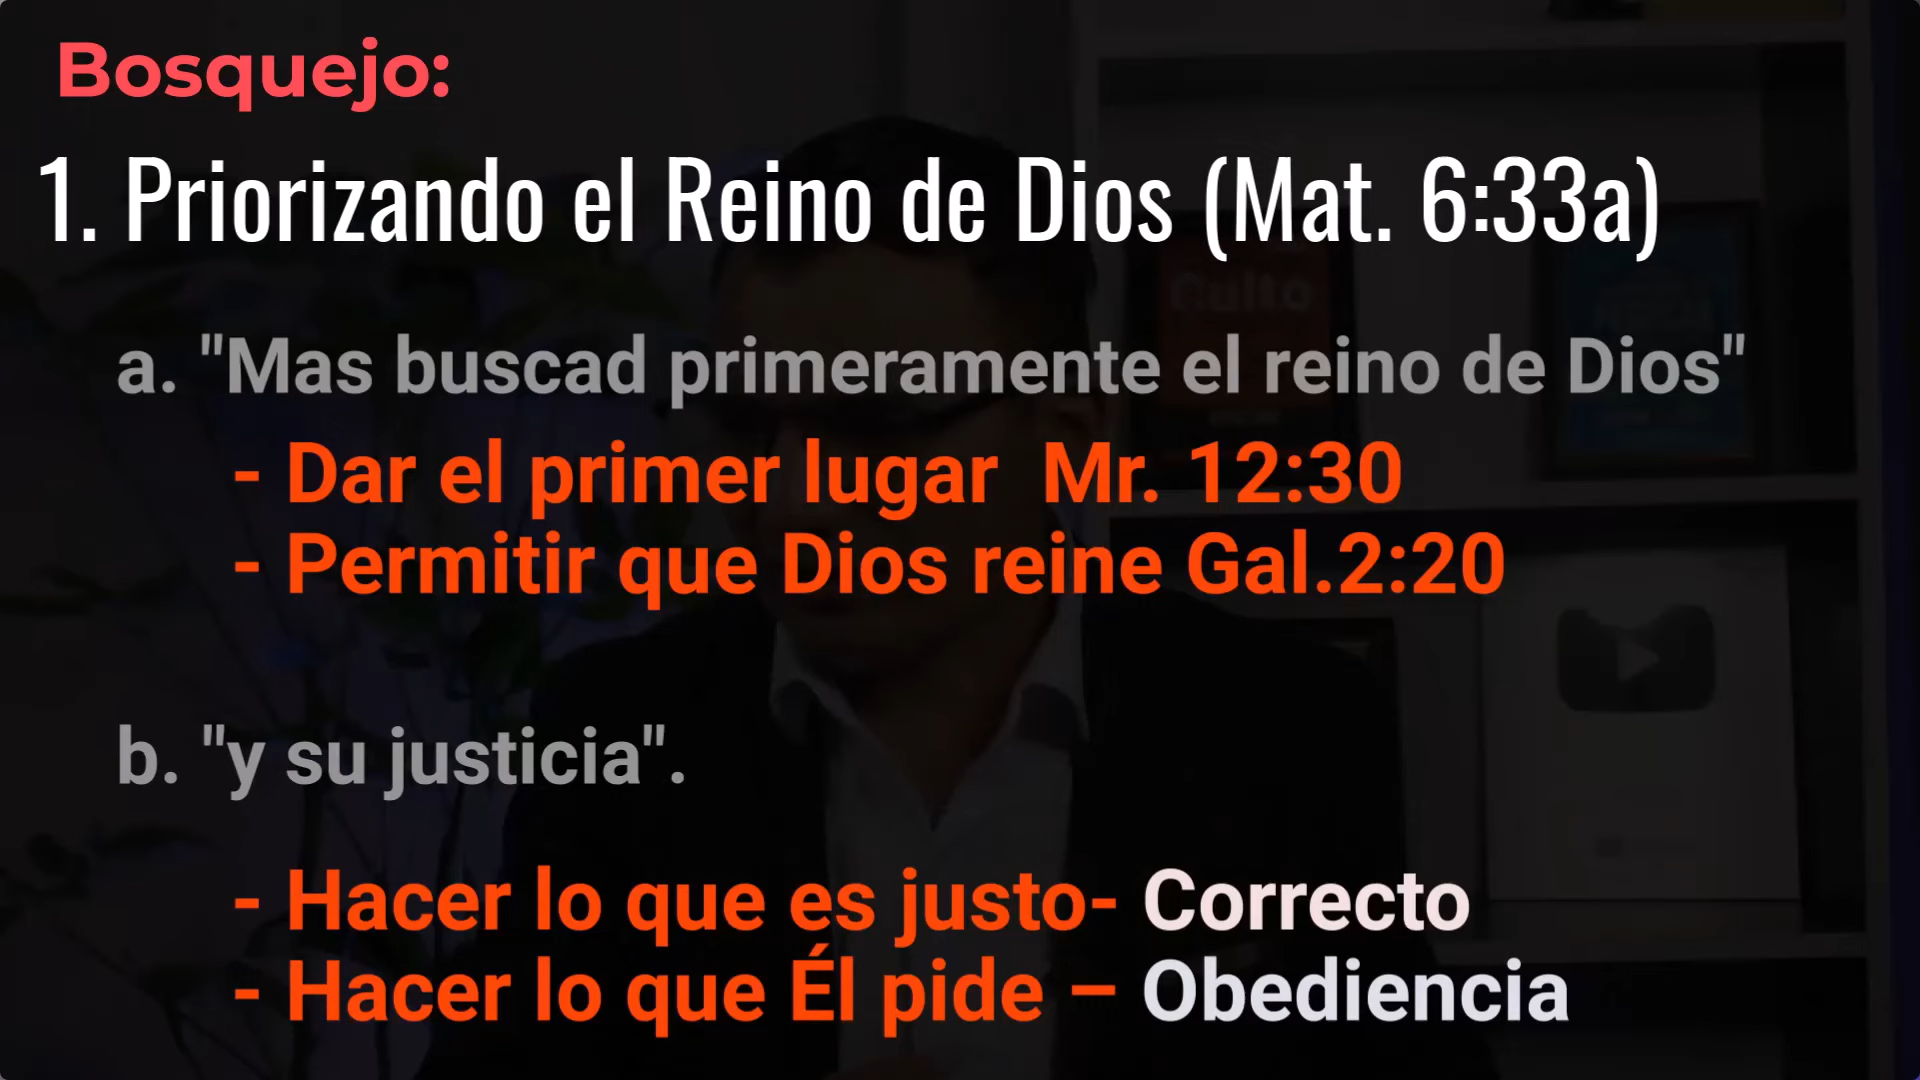 Bosquejo:
1. Priorizando el Reino de Dios (Mat. 6:33a)
Culto
a. "Mas buscad primeramente el reino de Dios"
- Dar el primer lugar Mr. 12:30
- Permitir que Dios reine Gal.2:20
b. "y su justicia".
- Hacer lo que es justo- Correcto
- Hacer lo que Él pide – Obediencia